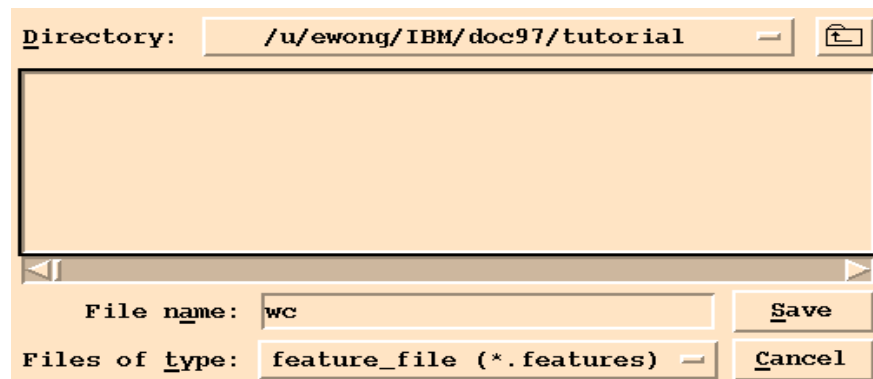 Directory: /u/ewong/IBM/doc97/tutorial
File name: wc Save
Files of type: feature_file (*.features) Cancel